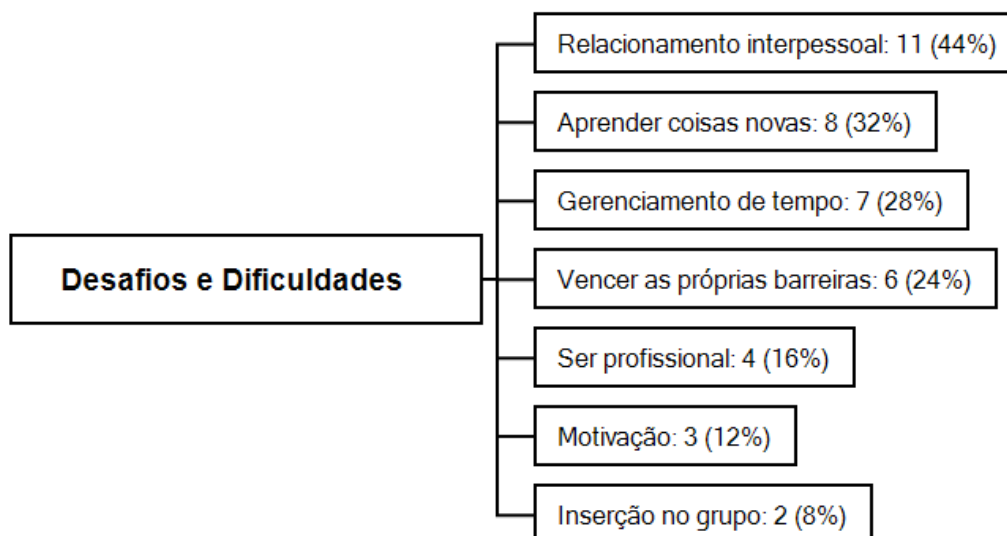 Relacionamento interpessoal: 11 (44%)
Aprender coisas novas: 8 (32%)
Gerenciamento de tempo: 7 (28%)
Desafios e Dificuldades
Vencer as próprias barreiras: 6 (24%)
Ser profissional: 4 (16%)
Motivação: 3 (12%)
Inserção no grupo: 2 (8%)